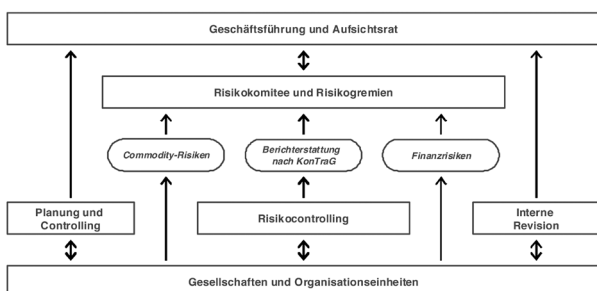 Geschäftsführung und Aufsichtsrat
Risikokomitee und Risikogremien
Commodity-Risiken
Berichterstattung
nach KonTraG
Finanzrisiken
Planung und
Controlling
Risikocontrolling
Interne
Revision
Gesellschaften und Organisationseinheiten